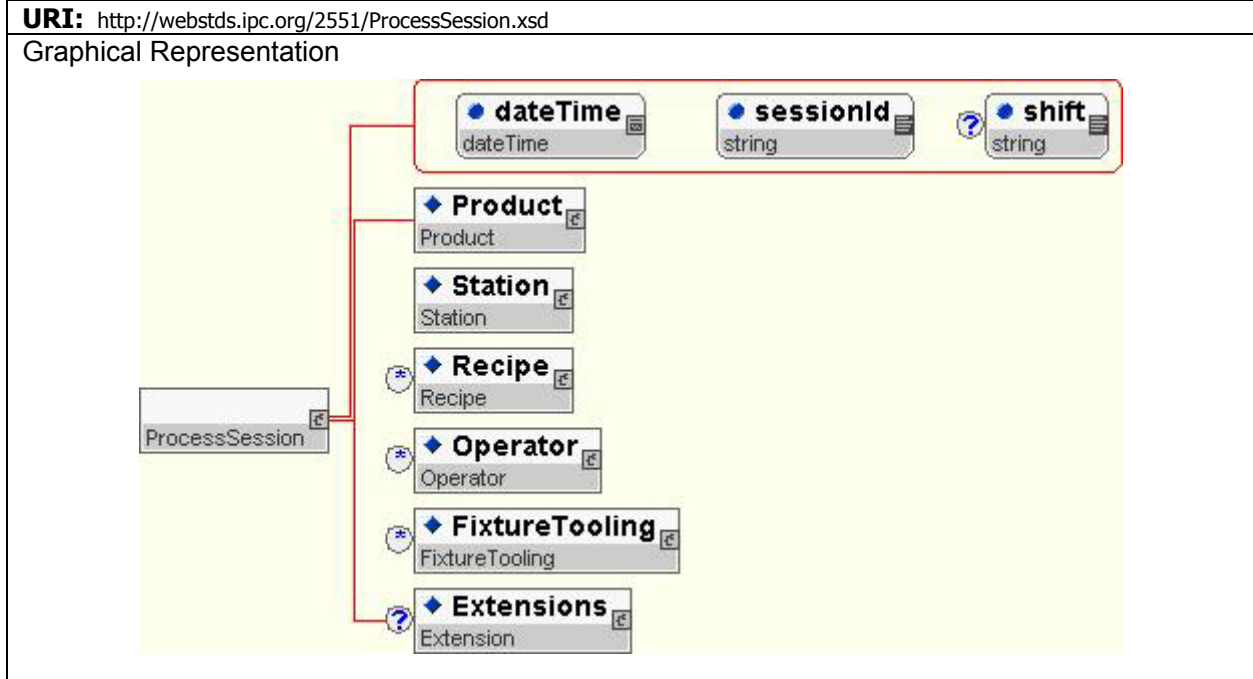 URI: http://webstds.ipc.org/2551/ProcessSession.xsd
Graphical Representation
dateTime
dateTime
sessionId
string
? shift
string
Product
Product
Station
Station
* Recipe
Recipe
ProcessSession
* Operator
Operator
* FixtureTooling
FixtureTooling
? Extensions
Extension